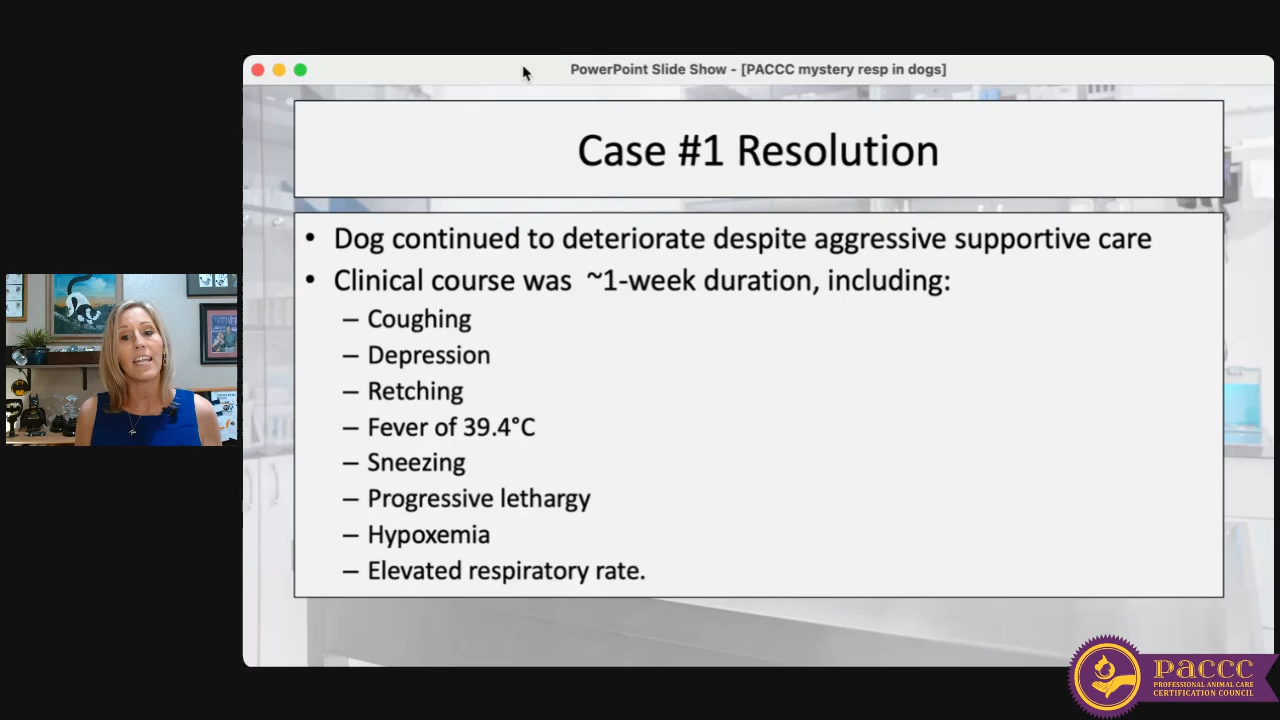 PowerPoint Slide Show - [PACCC mystery resp in dogs]
Case #1 Resolution
• Dog continued to deteriorate despite aggressive supportive care
• Clinical course was ~1-week duration, including:
– Coughing
– Depression
– Retching
– Fever of 39.4°C
– Sneezing
– Progressive lethargy
– Hypoxemia
– Elevated respiratory rate.
PACCC
PROFESSIONAL ANIMAL CARE
CERTIFICATION COUNCIL